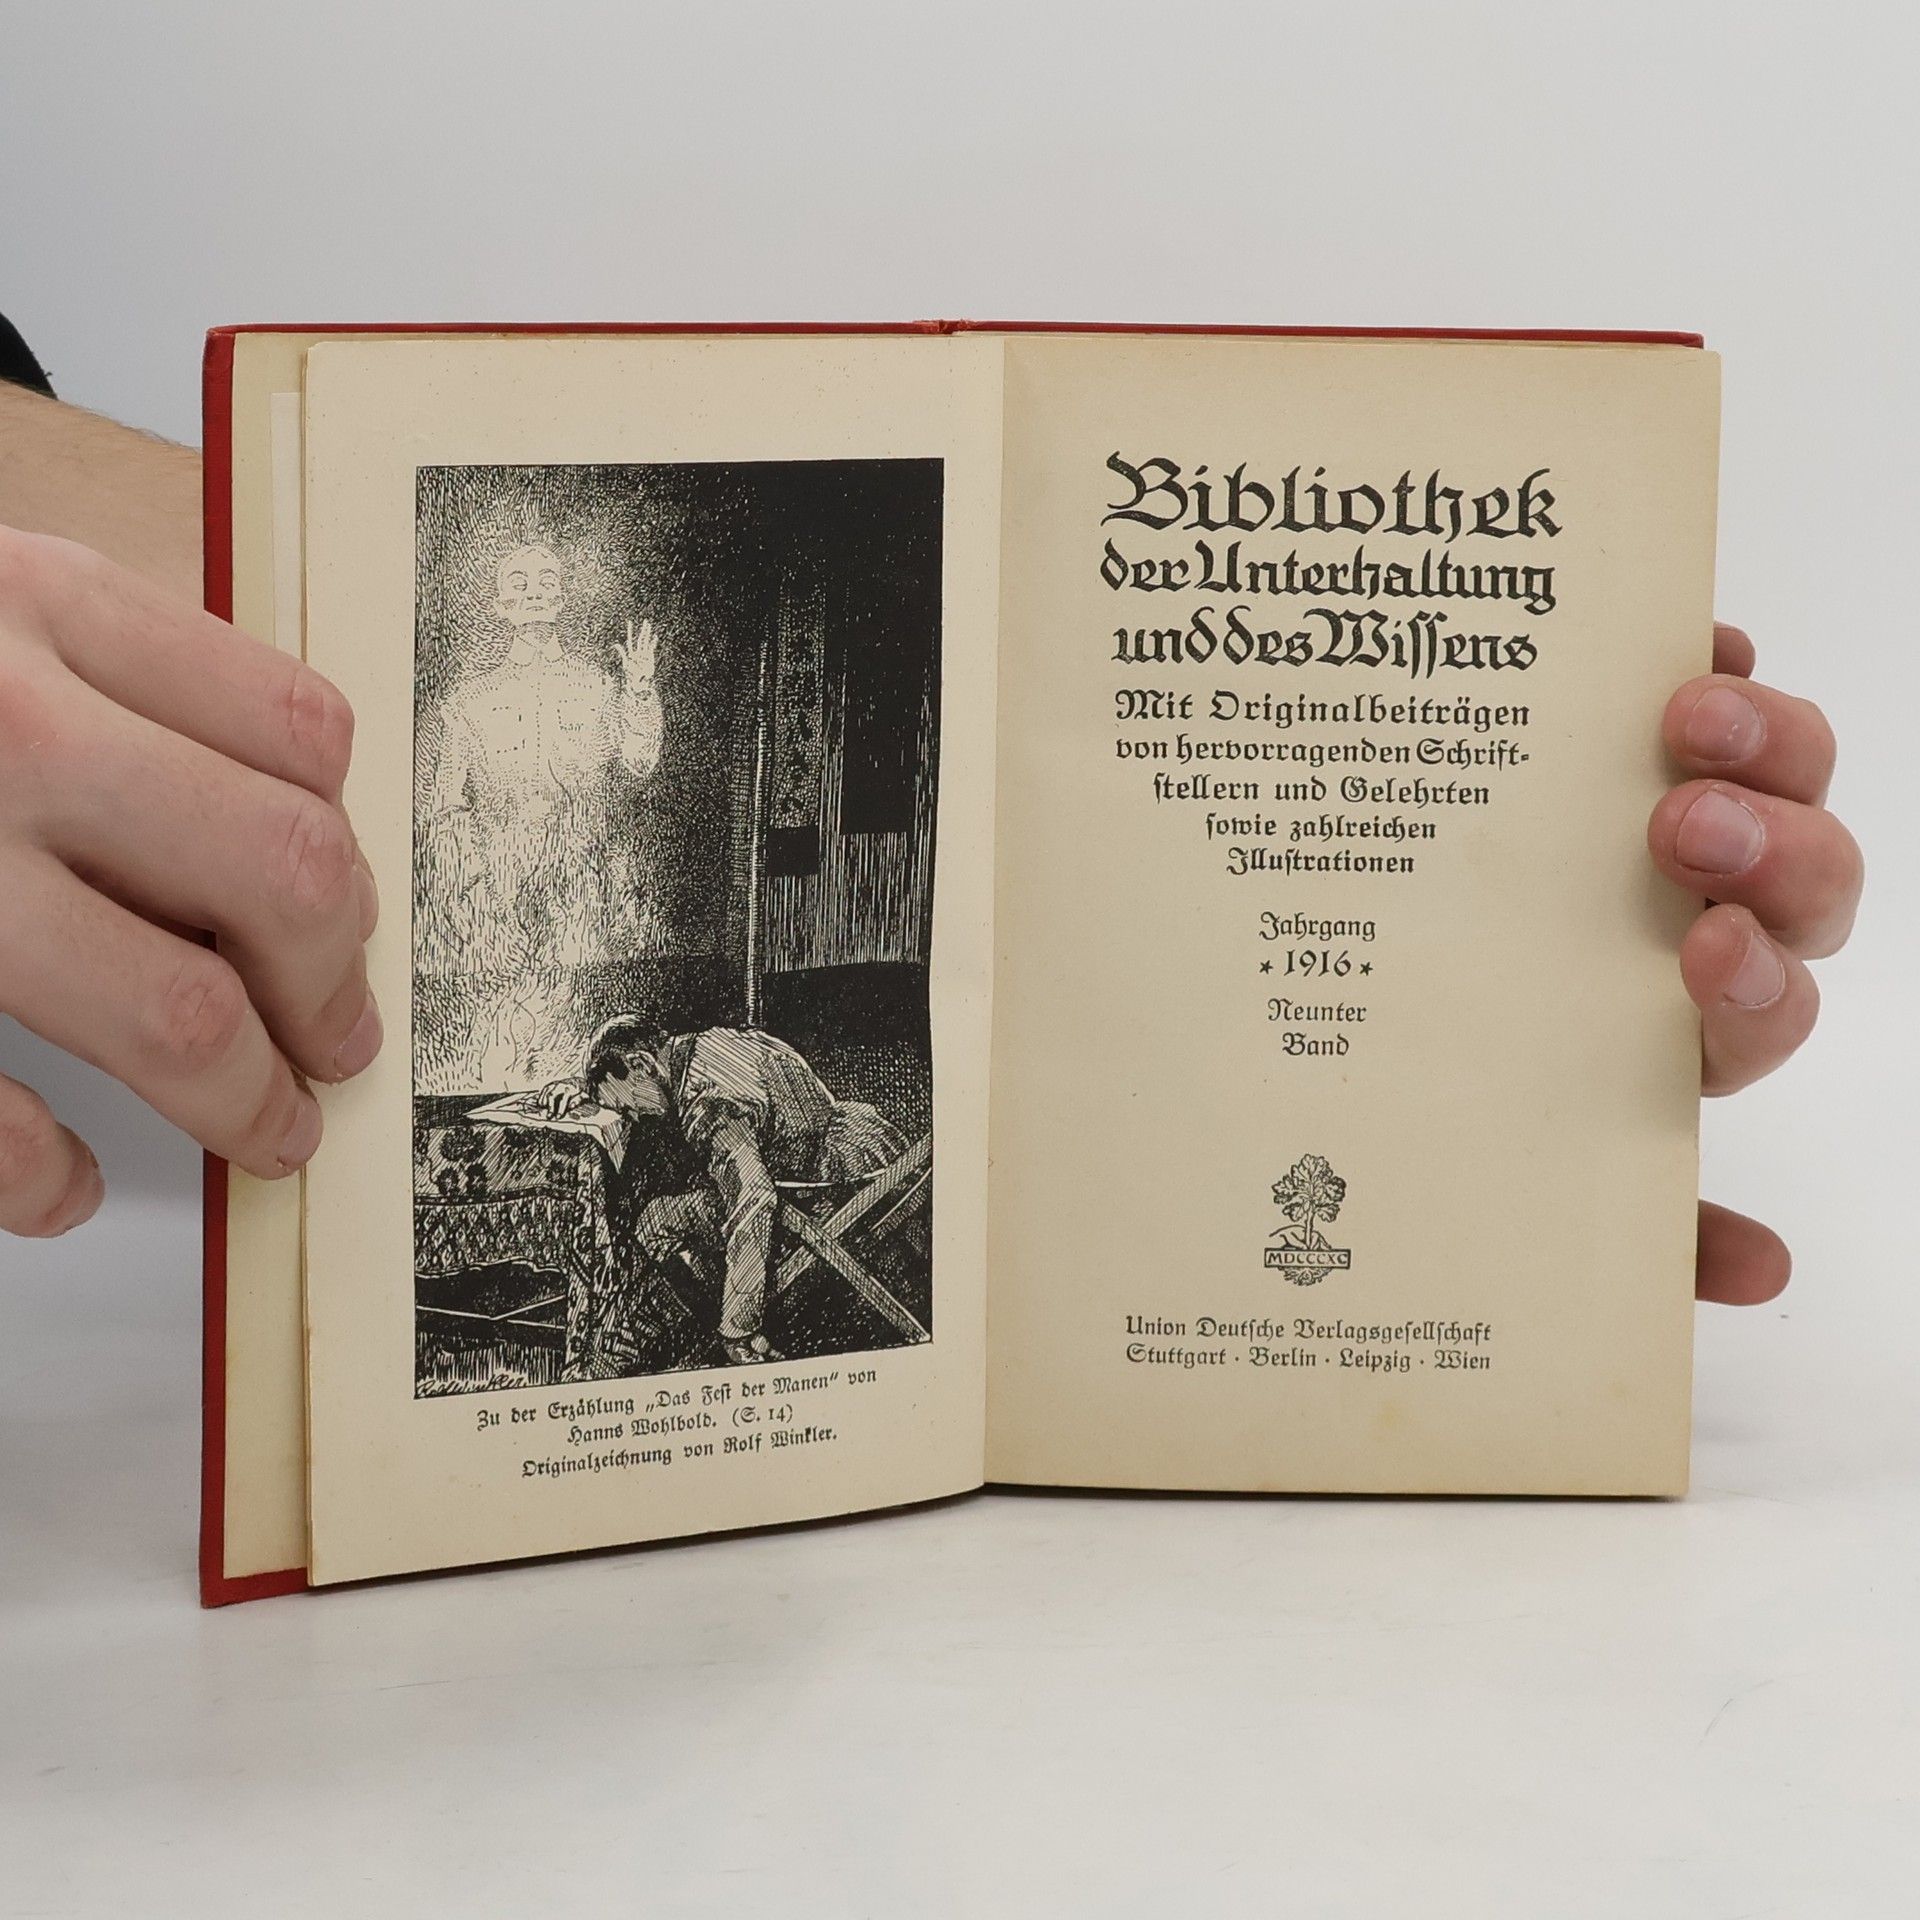 RolfWinkler.
Zu der Erzählung „Das Fest der Manen“ von
Hanns Wohlbold. (S. 14)
Originalzeichnung von Rolf Winkler.
Bibliothek
der Unterhaltung
und des Wiſſens
Mit Originalbeiträgen
von hervorragenden Schrift-
ſtellern und Gelehrten
ſowie zahlreichen
Illuſtrationen
Jahrgang
* 1916 *
Neunter
Band
MDCCCXC
Union Deutſche Verlagsgeſellſchaft
Stuttgart · Berlin · Leipzig · Wien